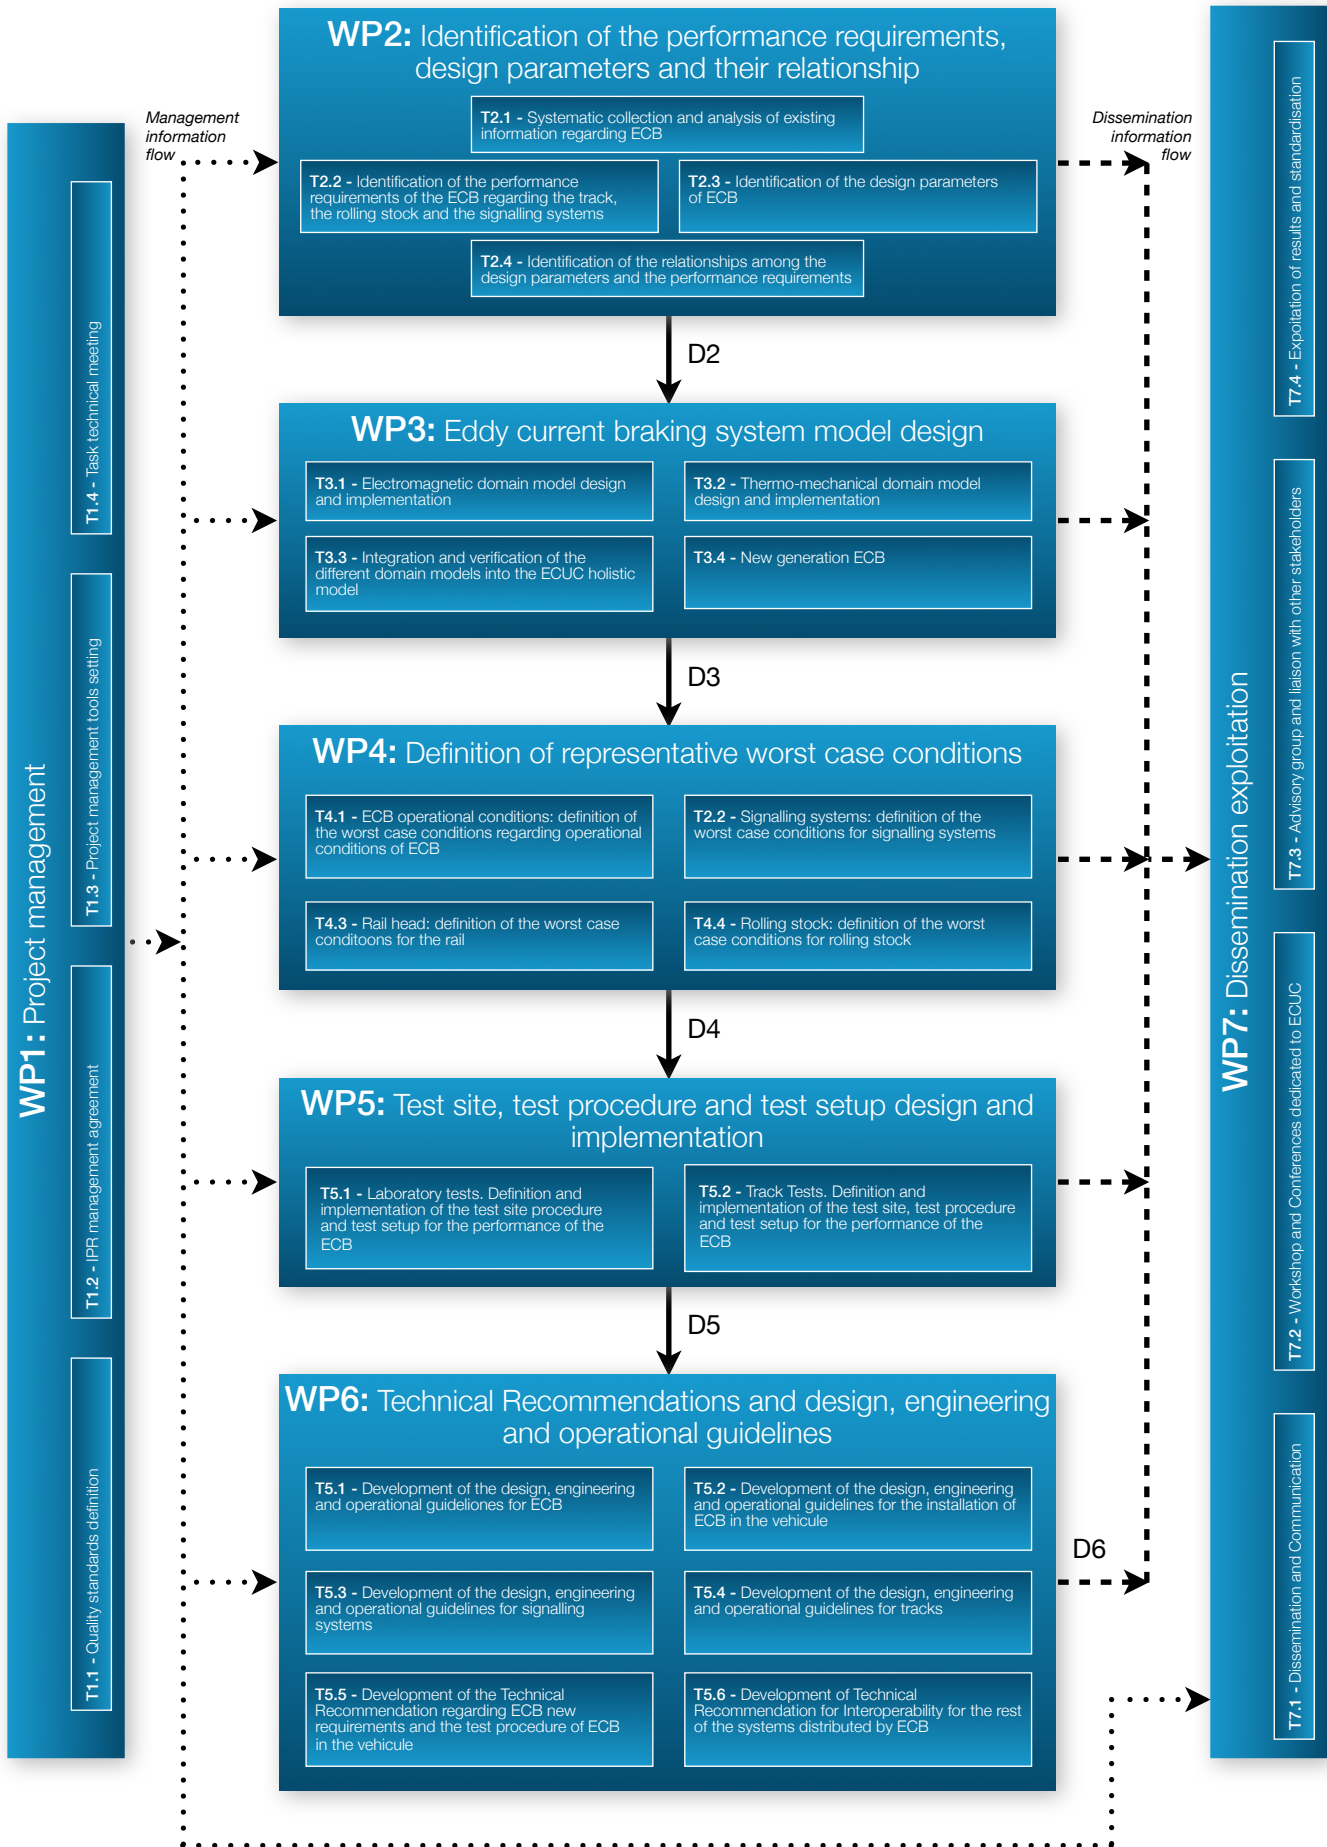 WP1: Project management
T1.4 - Task technical meeting
T1.3 - Project management tools setting
T1.2 - IPR management agreement
T1.1 - Quality standards definition
Management
information
flow
WP2: Identification of the performance requirements,
design parameters and their relationship
T2.1 - Systematic collection and analysis of existing
information regarding ECB
T2.2 - Identification of the performance
requirements of the ECB regarding the track,
the rolling stock and the signalling systems
T2.3 - Identification of the design parameters
of ECB
T2.4 - Identification of the relationships among the
design parameters and the performance requirements
D2
WP3: Eddy current braking system model design
T3.1 - Electromagnetic domain model design
and implementation
T3.2 - Thermo-mechanical domain model
design and implementation
T3.3 - Integration and verification of the
different domain models into the ECUC holistic
model
T3.4 - New generation ECB
D3
WP4: Definition of representative worst case conditions
T4.1 - ECB operational conditions: definition of
the worst case conditions regarding operational
conditions of ECB
T2.2 - Signalling systems: definition of the
worst case conditions for signalling systems
T4.3 - Rail head: definition of the worst case
conditoons for the rail
T4.4 - Rolling stock: definition of the worst
case conditions for rolling stock
D4
WP5: Test site, test procedure and test setup design and
implementation
T5.1 - Laboratory tests. Definition and
implementation of the test site procedure
and test setup for the performance of the
ECB
T5.2 - Track Tests. Definition and
implementation of the test site, test procedure
and test setup for the performance of the
ECB
D5
WP6: Technical Recommendations and design, engineering
and operational guidelines
T5.1 - Development of the design, engineering
and operational guideliones for ECB
T5.2 - Development of the design, engineering
and operational guidelines for the installation of
ECB in the vehicule
T5.3 - Development of the design, engineering
and operational guidelines for signalling
systems
T5.4 - Development of the design, engineering
and operational guidelines for tracks
T5.5 - Development of the Technical
Recommendation regarding ECB new
requirements and the test procedure of ECB
in the vehicule
T5.6 - Development of Technical
Recommendation for Interoperability for the rest
of the systems distributed by ECB
D6
Dissemination
information
flow
WP7: Dissemination exploitation
T7.4 - Expoitation of results and standardisation
T7.3 - Advisory group and liaison with other stakeholders
T7.2 - Workshop and Conferences dedicated to ECUC
T7.1 - Dissemination and Communication